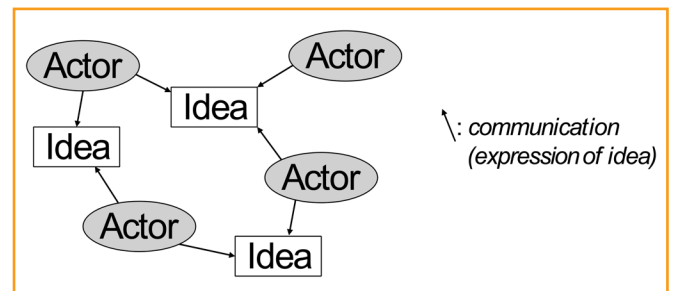 Actor
Actor
Idea
Idea
: communication
(expression of idea)
Actor
Actor
Idea